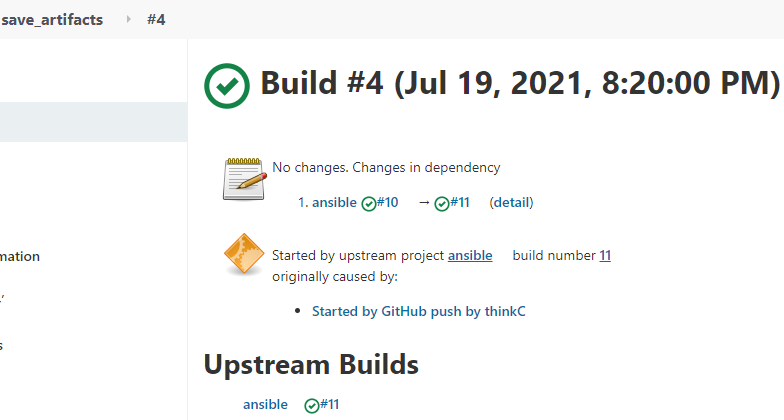 save_artifacts #4
Build #4 (Jul 19, 2021, 8:20:00 PM)
No changes. Changes in dependency
1. ansible #10 → #11 (detail)
mation
Started by upstream project ansible build number 11
originally caused by:
• Started by GitHub push by thinkC
s
Upstream Builds
ansible #11